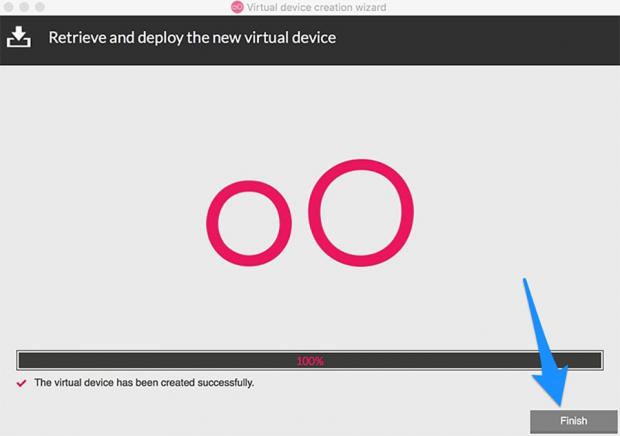 Virtual device creation wizard
Retrieve and deploy the new virtual device
100%
The virtual device has been created successfully.
Finish